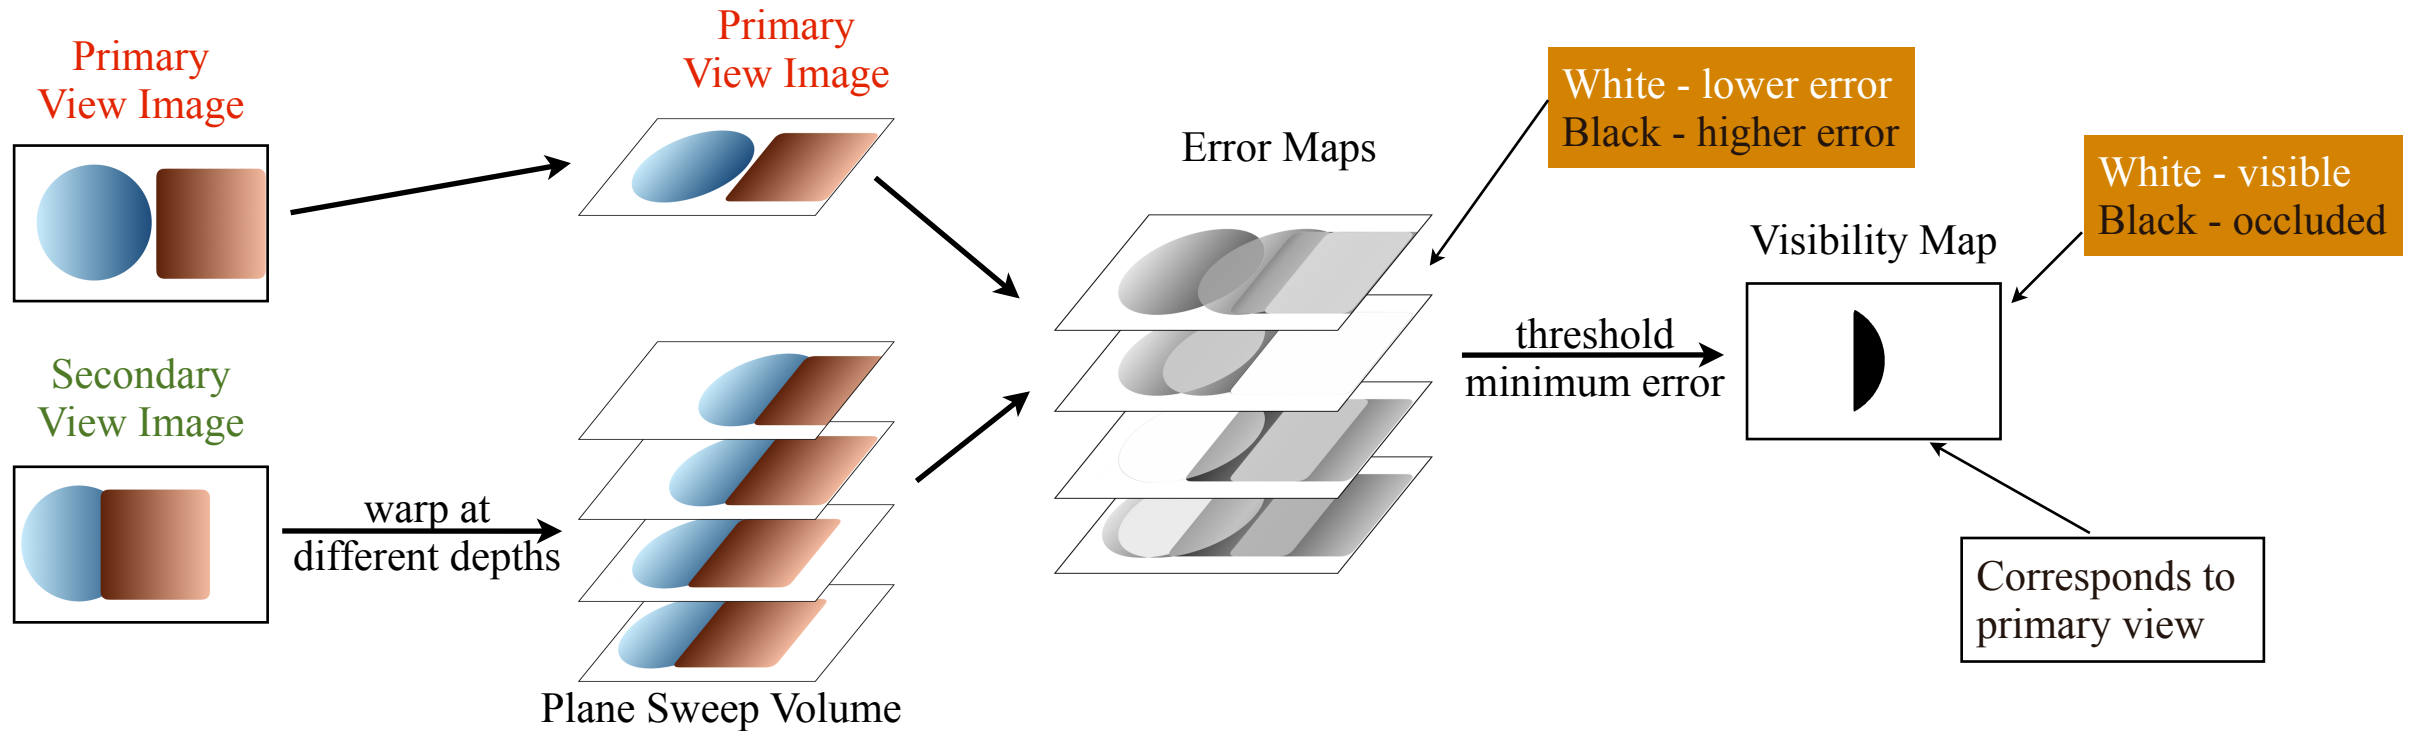 Primary
View Image
Primary
View Image
Secondary
View Image
warp at
different depths
Plane Sweep Volume
Error Maps
White - lower error
Black - higher error
threshold
minimum error
Visibility Map
White - visible
Black - occluded
Corresponds to
primary view